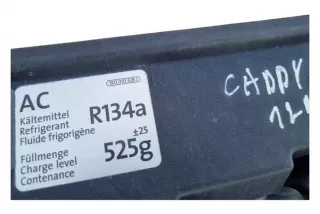 AC
Kältemittel
Refrigerant
Fluide frigorigène
R134a
±25
Füllmenge
Charge level
Contenance
525g
CADDY